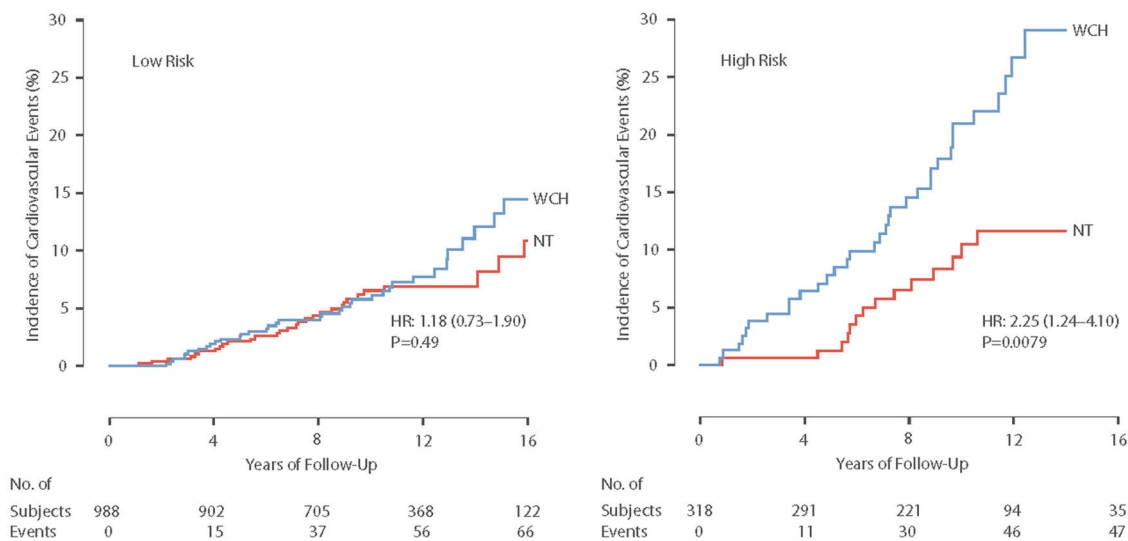 30
25
20
15
10
5
0
Incidence of Cardiovascular Events (%)
Low Risk
WCH
NT
HR: 1.18 (0.73–1.90)
P=0.49
0 4 8 12 16
Years of Follow-Up
No. of
Subjects 988 902 705 368 122
Events 0 15 37 56 66
30
25
20
15
10
5
0
Incidence of Cardiovascular Events (%)
High Risk
WCH
NT
HR: 2.25 (1.24–4.10)
P=0.0079
0 4 8 12 16
Years of Follow-Up
No. of
Subjects 318 291 221 94 35
Events 0 11 30 46 47